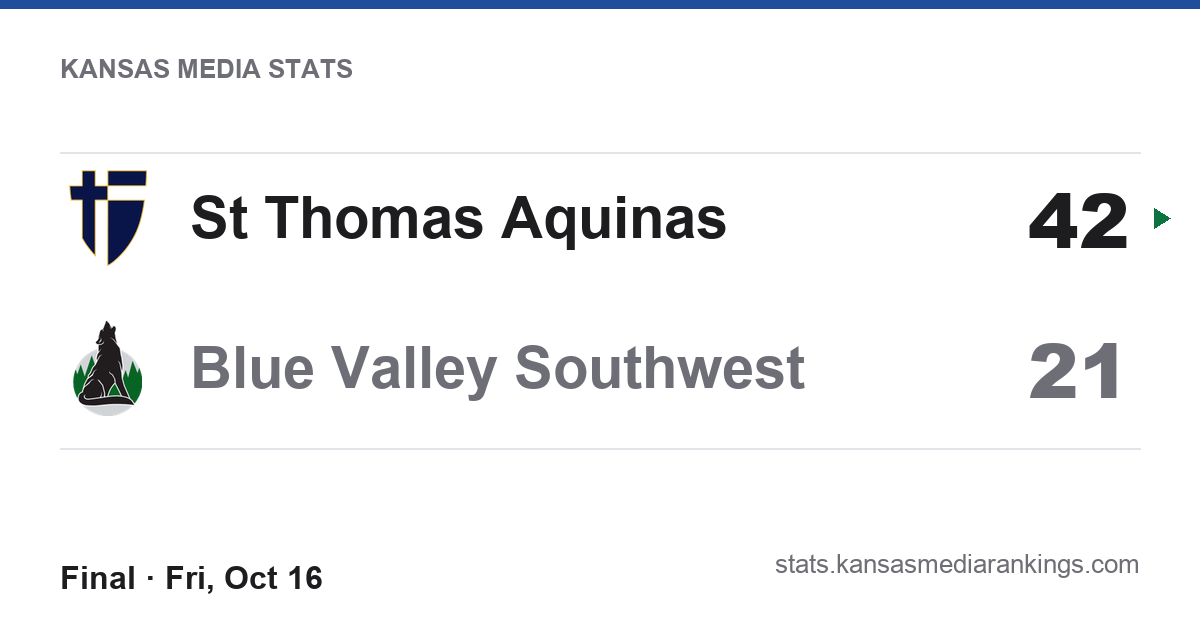 KANSAS MEDIA STATS
St Thomas Aquinas 42
Blue Valley Southwest 21
Final · Fri, Oct 16
stats.kansasmediarankings.com